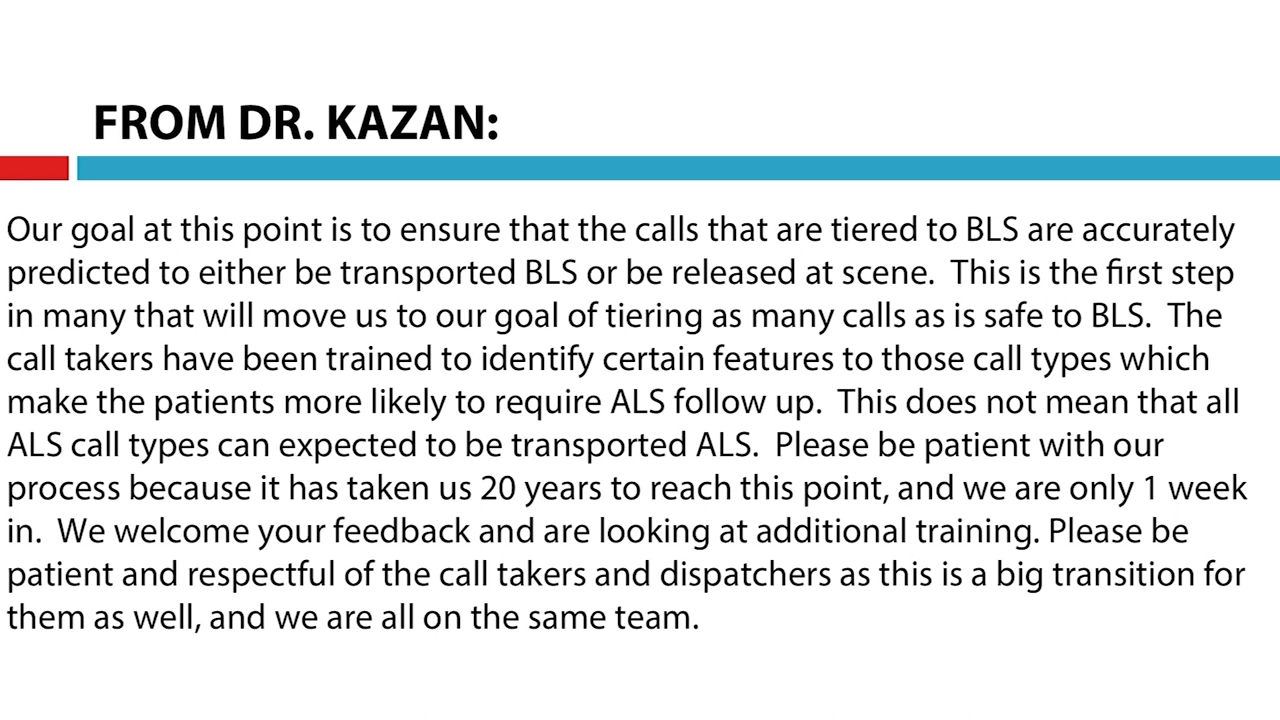 FROM DR. KAZAN:
Our goal at this point is to ensure that the calls that are tiered to BLS are accurately
predicted to either be transported BLS or be released at scene.  This is the first step
in many that will move us to our goal of tiering as many calls as is safe to BLS.  The
call takers have been trained to identify certain features to those call types which
make the patients more likely to require ALS follow up.  This does not mean that all
ALS call types can expected to be transported ALS.  Please be patient with our
process because it has taken us 20 years to reach this point, and we are only 1 week
in.  We welcome your feedback and are looking at additional training. Please be
patient and respectful of the call takers and dispatchers as this is a big transition for
them as well, and we are all on the same team.